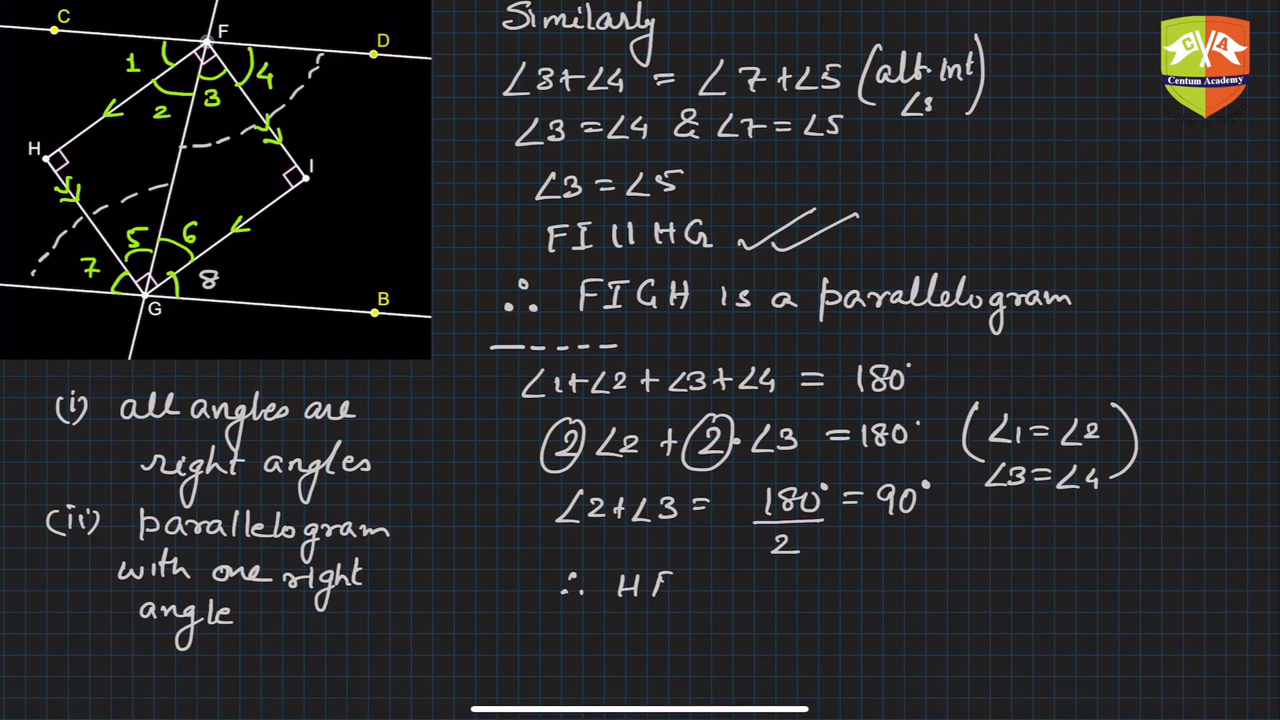 C
F
D
1
4
2
3
H
I
5
6
7
8
G
B
(i) all angles are
right angles
(ii) parallelogram
with one right
angle
Similarly
∠3+∠4 = ∠7+∠5 (alt int ∠s)
∠3 = ∠4 & ∠7 = ∠5
∠3 = ∠5
FI || HG
∴ FIGH is a parallelogram
∠1+∠2+∠3+∠4 = 180°
2∠2 + 2·∠3 = 180° (∠1 = ∠2
∠3 = ∠4)
∠2+∠3 = 180°/2 = 90°
∴ HF
C A
Centum Academy